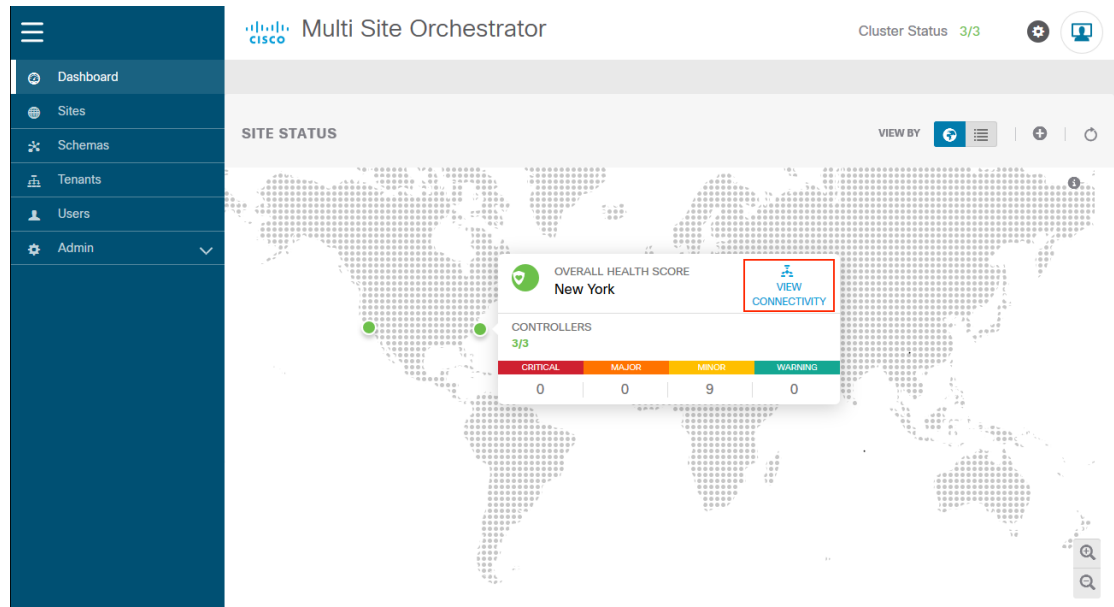 CISCO
Multi Site Orchestrator
Cluster Status 3/3
Dashboard
Sites
Schemas
Tenants
Users
Admin
SITE STATUS
VIEW BY
OVERALL HEALTH SCORE
New York
VIEW
CONNECTIVITY
CONTROLLERS
3/3
CRITICAL MAJOR MINOR WARNING
0 0 9 0